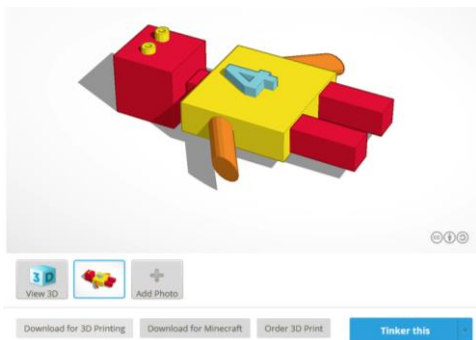 4
3D
View 3D
Add Photo
Download for 3D Printing
Download for Minecraft
Order 3D Print
Tinker this